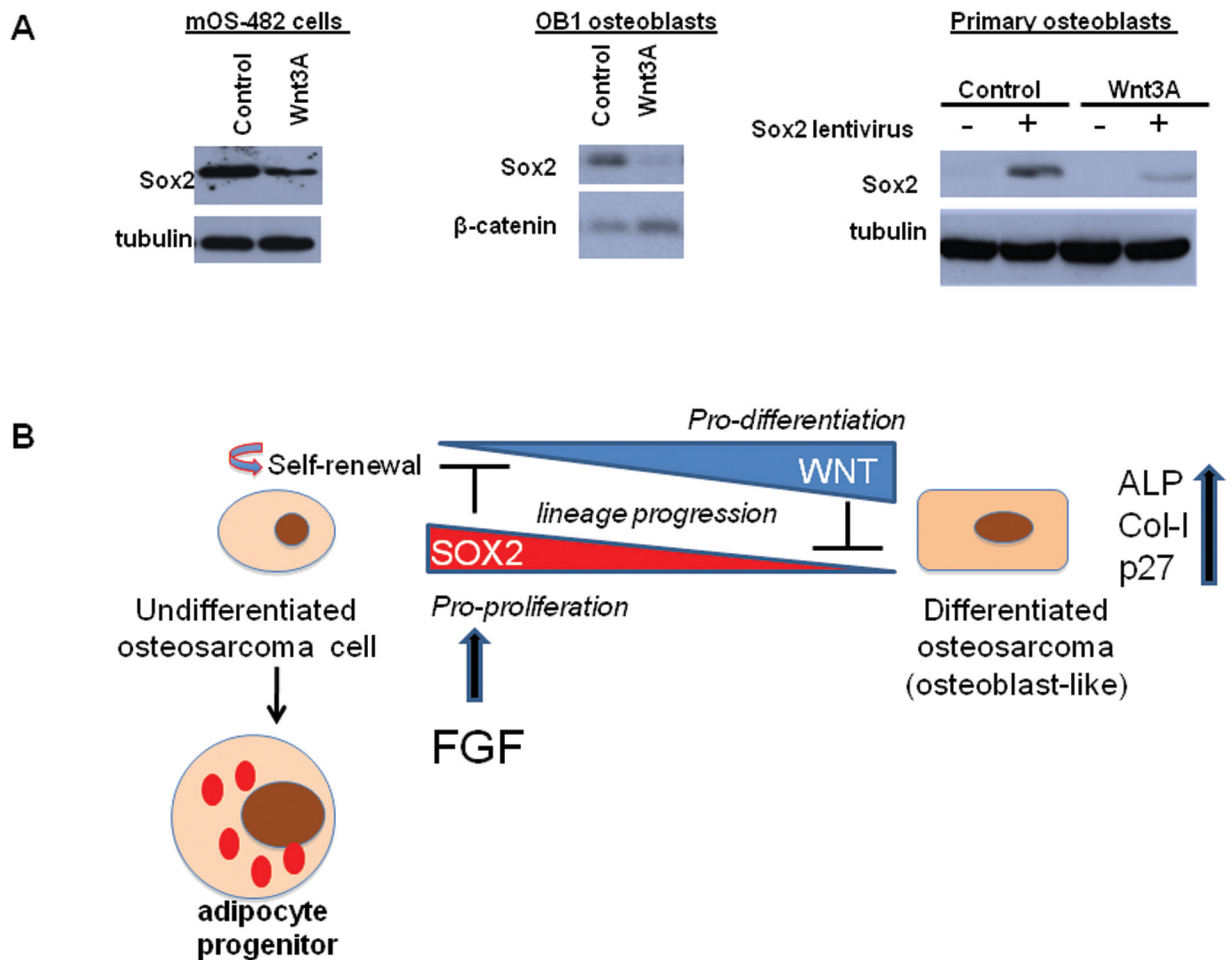 A
mOS-482 cells
Control
Wnt3A
Sox2
tubulin
OB1 osteoblasts
Control
Wnt3A
Sox2
β-catenin
Primary osteoblasts
Control Wnt3A
Sox2 lentivirus - + - +
Sox2
tubulin
B
Self-renewal
Undifferentiated
osteosarcoma cell
adipocyte
progenitor
Pro-differentiation
WNT
lineage progression
SOX2
Pro-proliferation
FGF
Differentiated
osteosarcoma
(osteoblast-like)
ALP
Col-I
p27